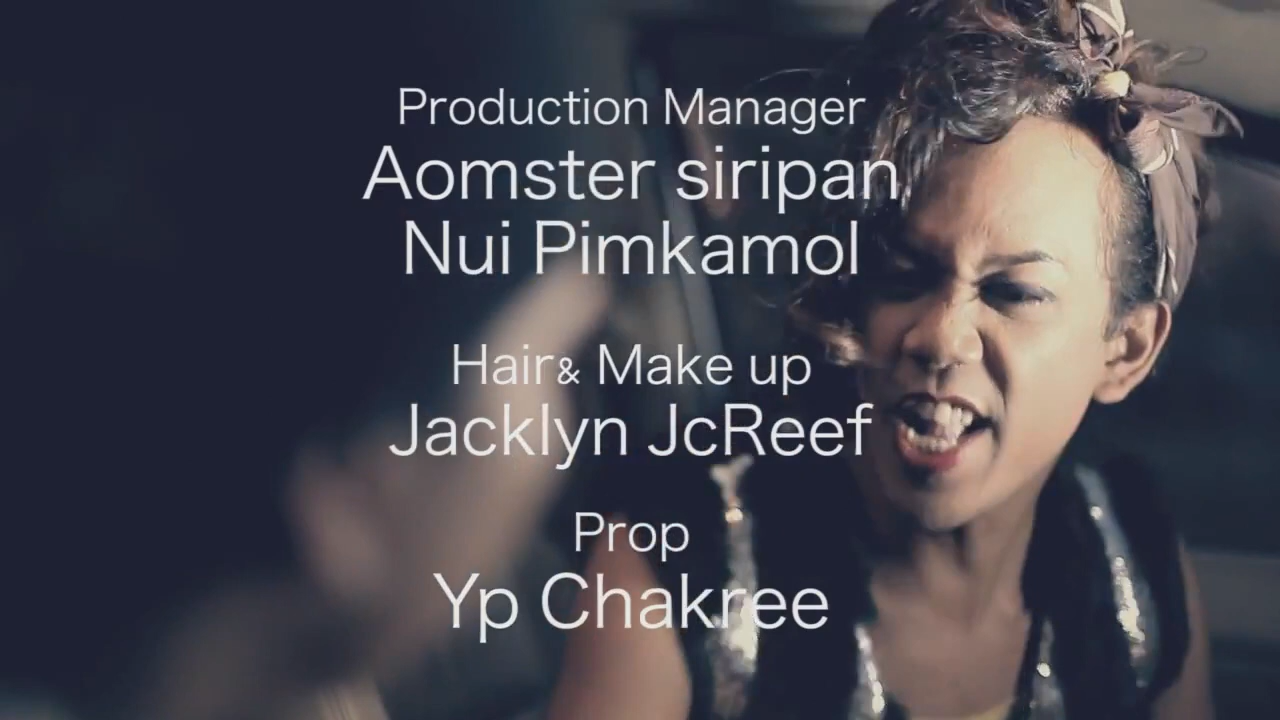 Production Manager
Aomster siripan
Nui Pimkamol
Hair& Make up
Jacklyn JcReef
Prop
Yp Chakree